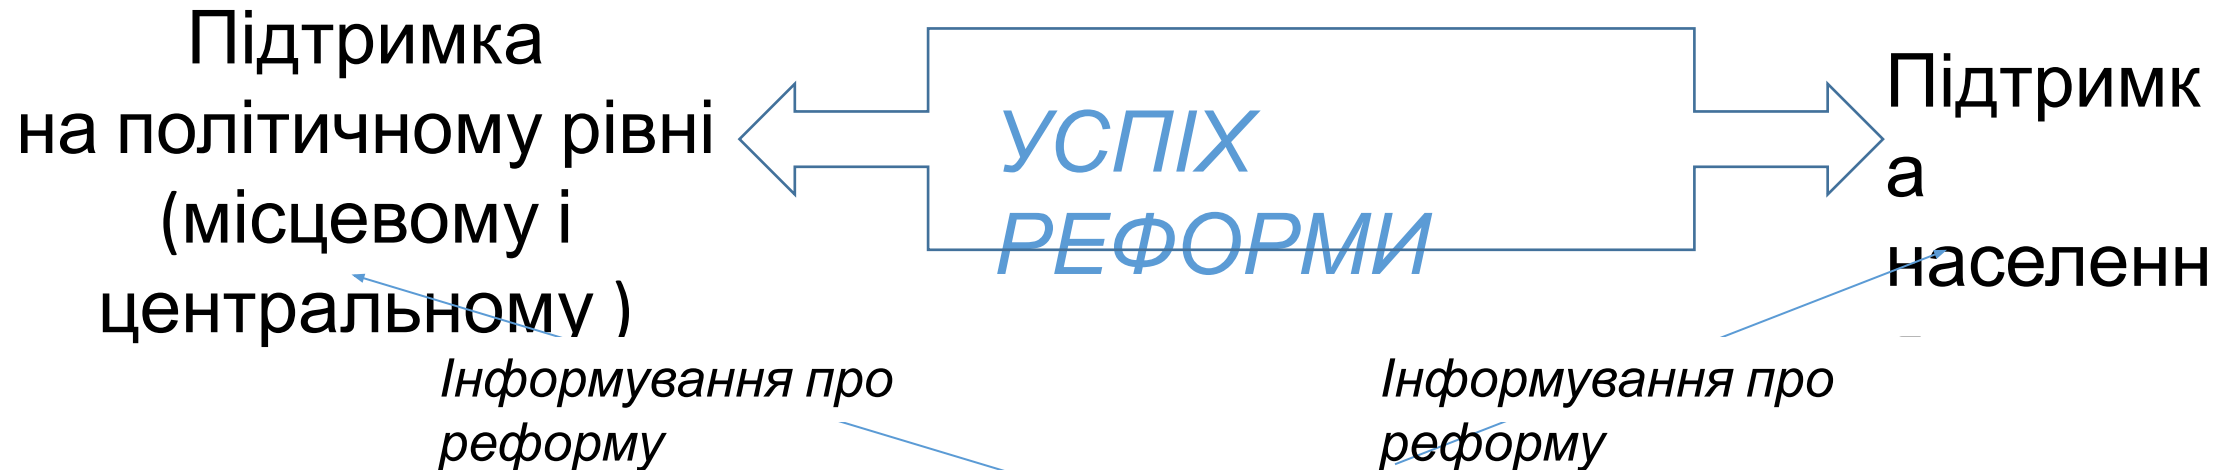 Підтримка
на політичному рівні
(місцевому і
центральному )
УСПІХ
РЕФОРМИ
Підтримк
а
населенн
Інформування про
реформу
Інформування про
реформу